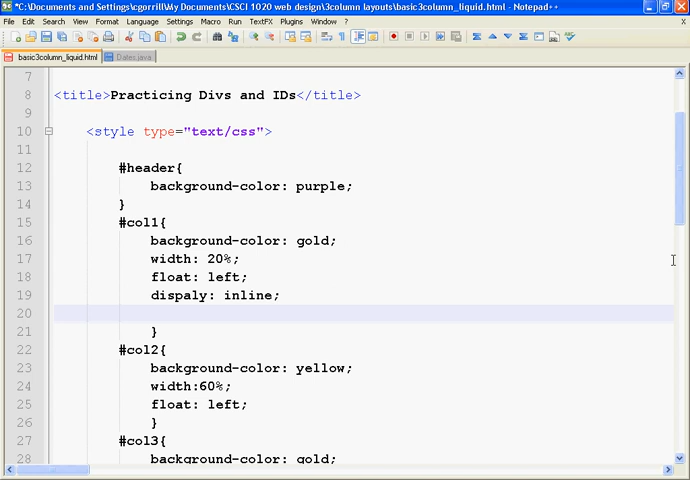 *C:\Documents and Settings\cgorrill\My Documents\CSCI 1020 web design\3column layouts\basic3column_liquid.html - Notepad++
File Edit Search View Format Language Settings Macro Run TextFX Plugins Window ? X
basic3column_liquid.html Dates.java
7
8 <title>Practicing Divs and IDs</title>
9
10 <style type="text/css">
11
12 #header{
13 background-color: purple;
14 }
15 #col1{
16 background-color: gold;
17 width: 20%;
18 float: left;
19 dispaly: inline;
20
21 }
22 #col2{
23 background-color: yellow;
24 width:60%;
25 float: left;
26 }
27 #col3{
28 background-color: gold;